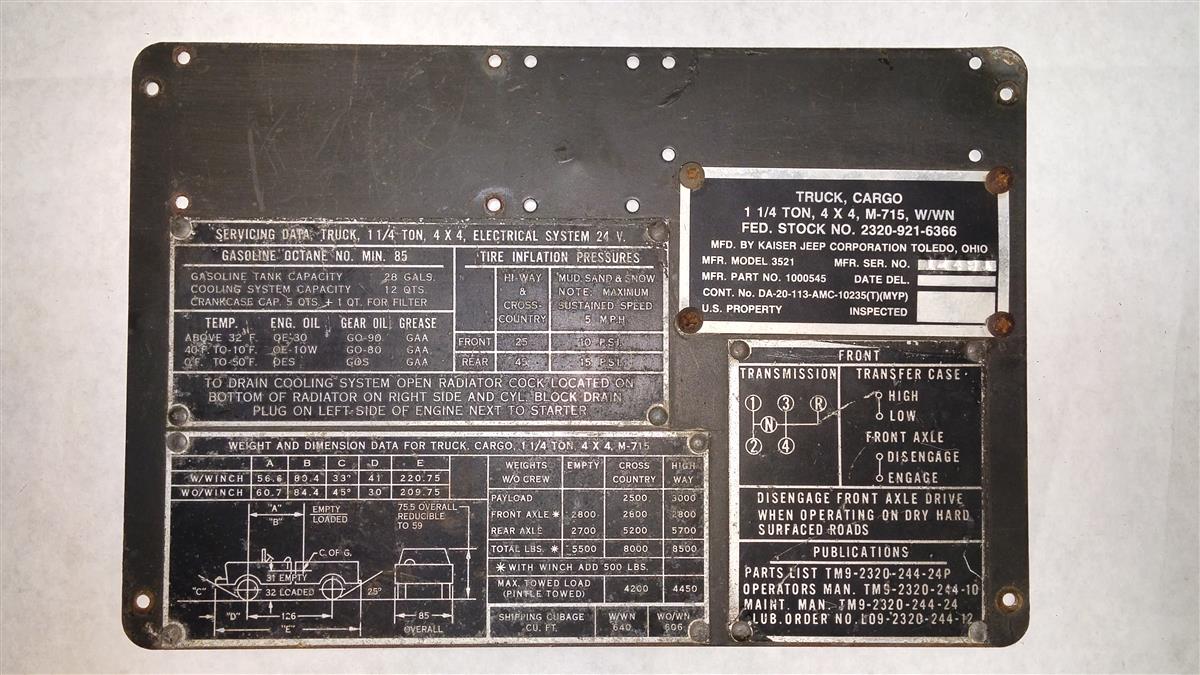 TRUCK, CARGO
1 1/4 TON, 4 X 4, M-715, W/WN
FED. STOCK NO. 2320-921-6366
MFD. BY KAISER JEEP CORPORATION TOLEDO, OHIO
MFR. MODEL 3521 MFR. SER. NO.
MFR. PART NO. 1000545 DATE DEL.
CONT. No. DA-20-113-AMC-10235(T)(MYP)
U.S. PROPERTY INSPECTED
SERVICING DATA, TRUCK, 1 1/4 TON, 4 X 4, ELECTRICAL SYSTEM 24 V.
GASOLINE OCTANE NO. MIN. 85
GASOLINE TANK CAPACITY 28 GALS.
COOLING SYSTEM CAPACITY 12 QTS.
CRANKCASE CAP. 5 QTS. + 1 QT. FOR FILTER
TEMP. ENG. OIL GEAR OIL GREASE
ABOVE 32° F. OE-30 GO-90 GAA
40°F. TO-10°F. OE-10W GO-80 GAA
0°F. TO-50°F. OES GOS GAA
TIRE INFLATION PRESSURES
HI-WAY & CROSS-COUNTRY
MUD, SAND & SNOW
NOTE: MAXIMUM
SUSTAINED SPEED
5 M.P.H.
FRONT 25 10 P.S.I.
REAR 45 15 P.S.I.
TO DRAIN COOLING SYSTEM OPEN RADIATOR COCK LOCATED ON
BOTTOM OF RADIATOR ON RIGHT SIDE AND CYL. BLOCK DRAIN
PLUG ON LEFT SIDE OF ENGINE NEXT TO STARTER
WEIGHT AND DIMENSION DATA FOR TRUCK, CARGO, 1 1/4 TON, 4 X 4, M-715
A B C D E
W/WINCH 56.6 80.4 33° 41 220.75
WO/WINCH 60.7 84.4 45° 30° 209.75
"A" EMPTY
"B" LOADED
75.5 OVERALL
REDUCIBLE
TO 59
C. OF G.
31 EMPTY
"C" 32 LOADED 25°
"D" 126
"E"
85
OVERALL
WEIGHTS W/O CREW EMPTY CROSS COUNTRY HIGH WAY
PAYLOAD 2500 3000
FRONT AXLE * 2800 2600 2800
REAR AXLE 2700 5200 5700
TOTAL LBS. * 5500 8000 8500
* WITH WINCH ADD 500 LBS.
MAX. TOWED LOAD (PINTLE TOWED) 4200 4450
SHIPPING CUBAGE CU. FT. W/WN 640 WO/WN 606
FRONT
TRANSMISSION
1 3 R
N
2 4
TRANSFER CASE
HIGH
LOW
FRONT AXLE
DISENGAGE
ENGAGE
DISENGAGE FRONT AXLE DRIVE
WHEN OPERATING ON DRY HARD
SURFACED ROADS
PUBLICATIONS
PARTS LIST TM9-2320-244-24P
OPERATORS MAN. TM9-2320-244-10
MAINT. MAN. TM9-2320-244-24
LUB. ORDER NO. LO9-2320-244-12